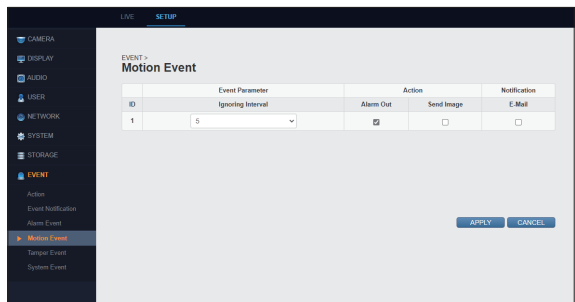 LIVE SETUP
CAMERA
DISPLAY
AUDIO
USER
NETWORK
SYSTEM
STORAGE
EVENT
Action
Event Notification
Alarm Event
Motion Event
Tamper Event
System Event
EVENT >
Motion Event
Event Parameter Action Notification
ID Ignoring Interval Alarm Out Send Image E-Mail
1 5
APPLY CANCEL